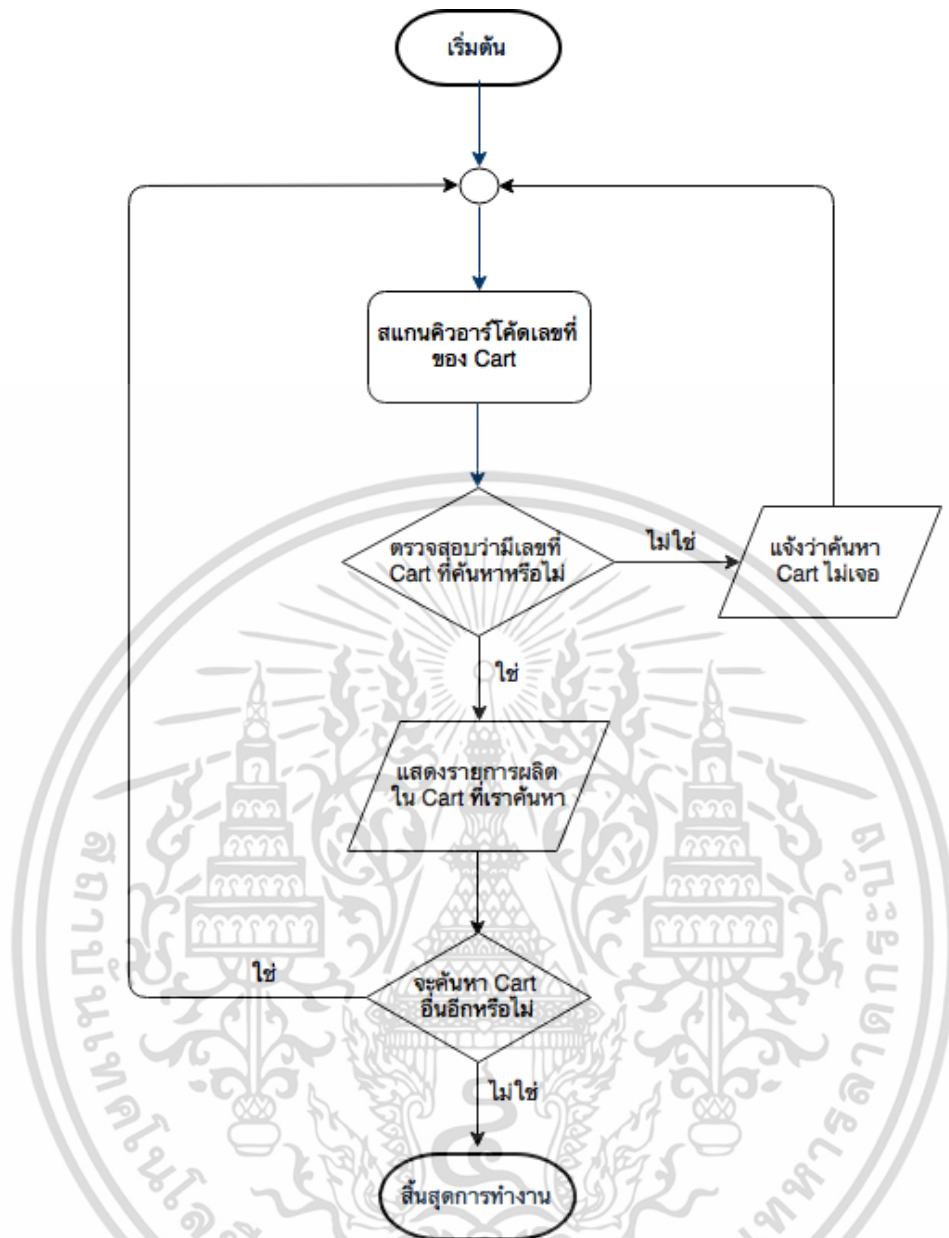 เริ่มต้น
สแกนคิวอาร์โค้ดเลขที่
ของ Cart
ตรวจสอบว่ามีเลขที่
Cart ที่ค้นหาหรือไม่
ไม่ใช่
แจ้งว่าค้นหา
Cart ไม่เจอ
ใช่
แสดงรายการผลิต
ใน Cart ที่เราค้นหา
จะค้นหา Cart
อื่นอีกหรือไม่
ใช่
ไม่ใช่
สิ้นสุดการทำงาน